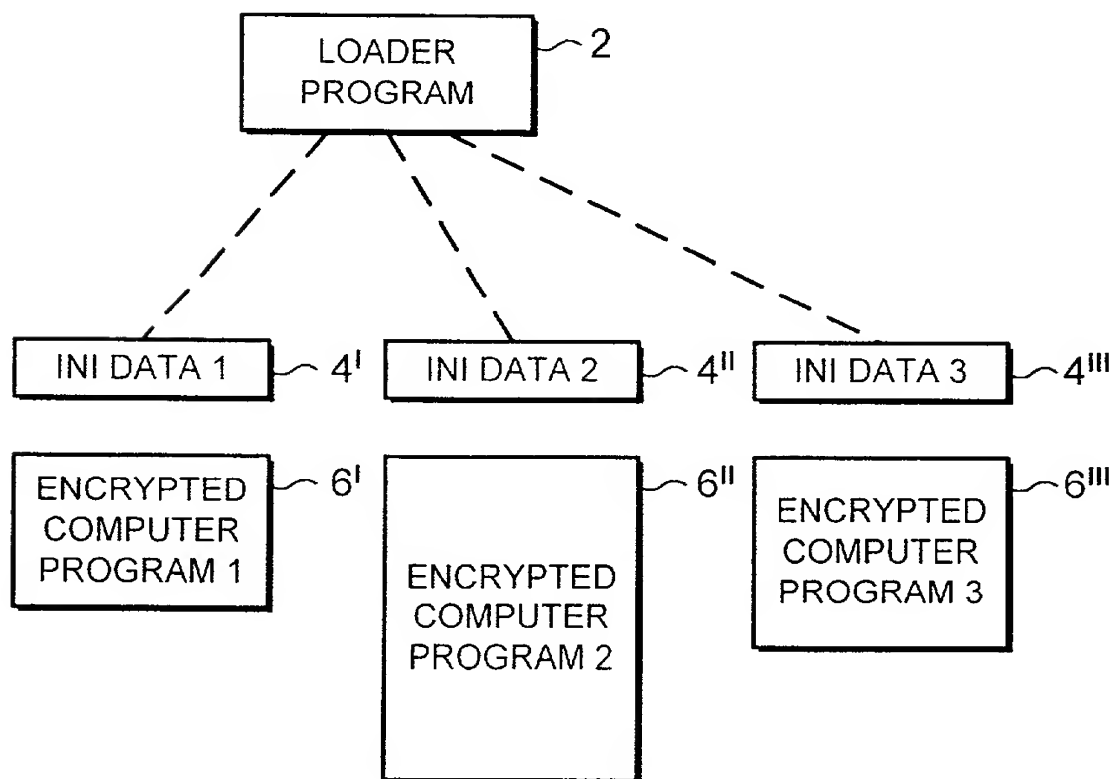 LOADER
PROGRAM
2
INI DATA 1
4ᴵ
INI DATA 2
4ᴵᴵ
INI DATA 3
4ᴵᴵᴵ
ENCRYPTED
COMPUTER
PROGRAM 1
6ᴵ
ENCRYPTED
COMPUTER
PROGRAM 2
6ᴵᴵ
ENCRYPTED
COMPUTER
PROGRAM 3
6ᴵᴵᴵ